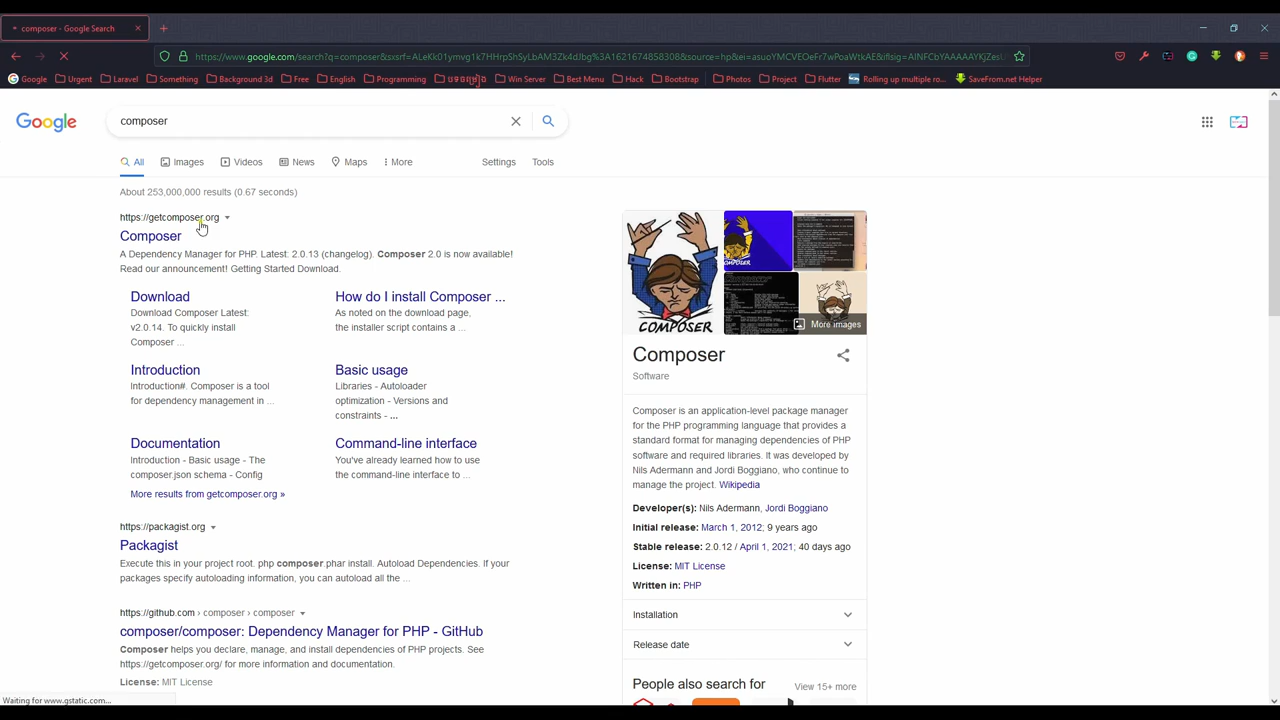 composer - Google Search
https://www.google.com/search?q=composer&sxsrf=
Google Urgent Laravel Something Background 3d Free English Programming បទចម្រៀង Win Server Best Menu Hack Bootstrap Photos Project Flutter Rolling up multiple ro... SaveFrom.net Helper
Google
composer
All Images Videos News Maps More Settings Tools
About 253,000,000 results (0.67 seconds)
https://getcomposer.org
Composer
A Dependency Manager for PHP. Latest: 2.0.13 (changelog). Composer 2.0 is now available!
Read our announcement! Getting Started Download.
Download
Download Composer Latest:
v2.0.14. To quickly install
Composer ...
How do I install Composer ...
As noted on the download page,
the installer script contains a ...
Introduction
Introduction#. Composer is a tool
for dependency management in ...
Basic usage
Libraries - Autoloader
optimization - Versions and
constraints - ...
Documentation
Introduction - Basic usage - The
composer.json schema - Config
Command-line interface
You've already learned how to use
the command-line interface to ...
More results from getcomposer.org »
https://packagist.org
Packagist
Execute this in your project root. php composer.phar install. Autoload Dependencies. If your
packages specify autoloading information, you can autoload all the ...
https://github.com › composer › composer
composer/composer: Dependency Manager for PHP - GitHub
Composer helps you declare, manage, and install dependencies of PHP projects. See
https://getcomposer.org/ for more information and documentation.
License: MIT License
COMPOSER
More images
Composer
Software
Composer is an application-level package manager
for the PHP programming language that provides a
standard format for managing dependencies of PHP
software and required libraries. It was developed by
Nils Adermann and Jordi Boggiano, who continue to
manage the project. Wikipedia
Developer(s): Nils Adermann, Jordi Boggiano
Initial release: March 1, 2012; 9 years ago
Stable release: 2.0.12 / April 1, 2021; 40 days ago
License: MIT License
Written in: PHP
Installation
Release date
People also search for
View 15+ more
Waiting for www.gstatic.com...